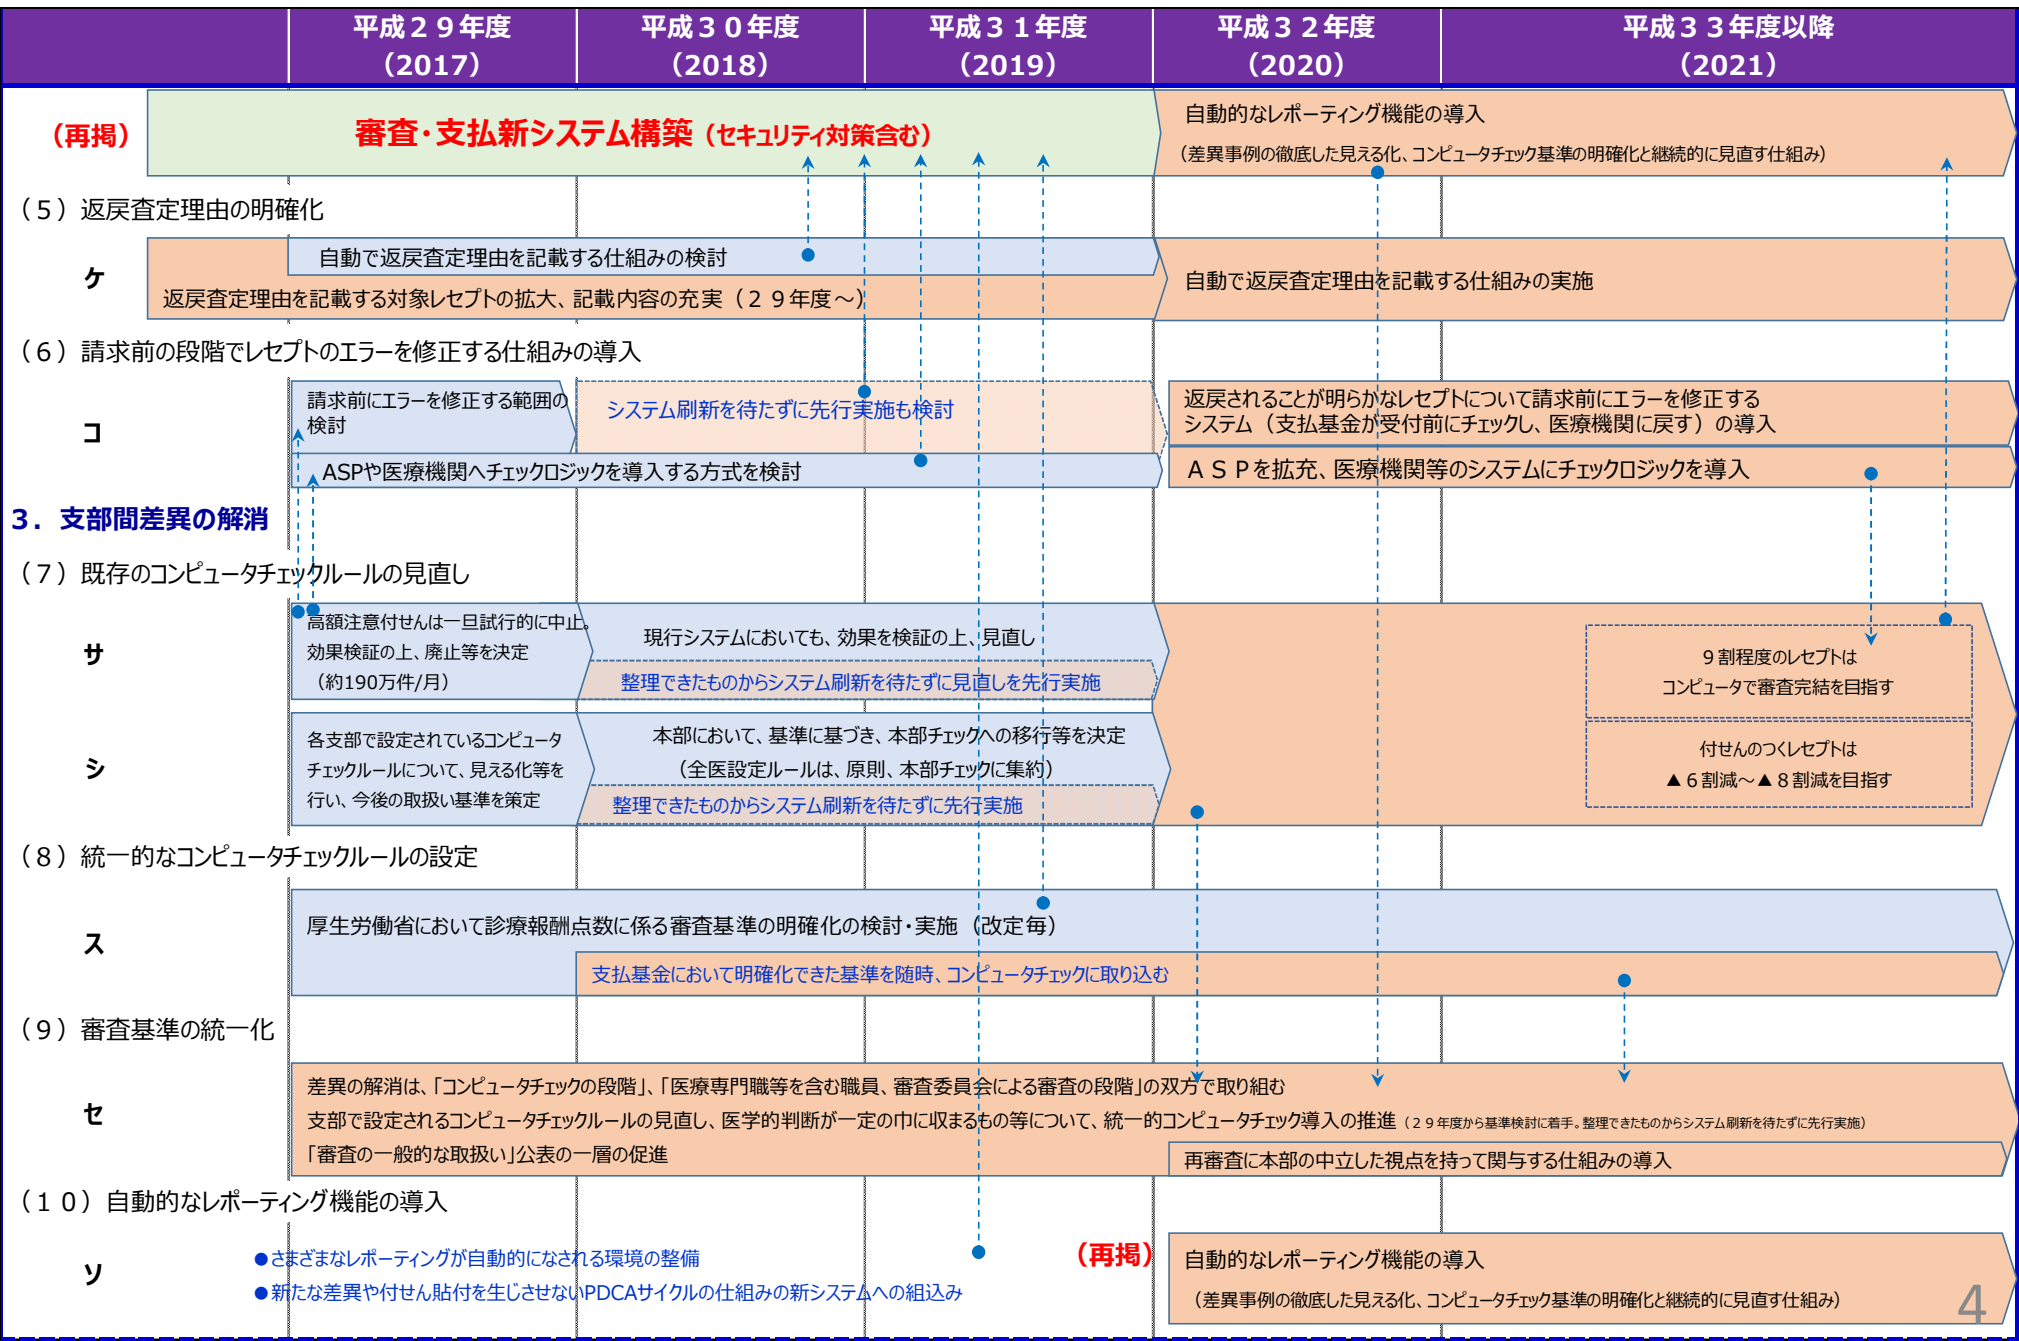 平成２９年度
（2017）
平成３０年度
（2018）
平成３１年度
（2019）
平成３２年度
（2020）
平成３３年度以降
（2021）
（再掲）
審査・支払新システム構築（セキュリティ対策含む）
自動的なレポーティング機能の導入
（差異事例の徹底した見える化、コンピュータチェック基準の明確化と継続的に見直す仕組み）
（５）返戻査定理由の明確化
ケ
自動で返戻査定理由を記載する仕組みの検討
返戻査定理由を記載する対象レセプトの拡大、記載内容の充実（２９年度～）
自動で返戻査定理由を記載する仕組みの実施
（６）請求前の段階でレセプトのエラーを修正する仕組みの導入
コ
請求前にエラーを修正する範囲の
検討
システム刷新を待たずに先行実施も検討
返戻されることが明らかなレセプトについて請求前にエラーを修正する
システム（支払基金が受付前にチェックし、医療機関に戻す）の導入
ASPや医療機関へチェックロジックを導入する方式を検討
ＡＳＰを拡充、医療機関等のシステムにチェックロジックを導入
３．支部間差異の解消
（７）既存のコンピュータチェックルールの見直し
サ
高額注意付せんは一旦試行的に中止。
効果検証の上、廃止等を決定
（約190万件/月）
現行システムにおいても、効果を検証の上、見直し
整理できたものからシステム刷新を待たずに見直しを先行実施
９割程度のレセプトは
コンピュータで審査完結を目指す
シ
各支部で設定されているコンピュータ
チェックルールについて、見える化等を
行い、今後の取扱い基準を策定
本部において、基準に基づき、本部チェックへの移行等を決定
（全医設定ルールは、原則、本部チェックに集約）
整理できたものからシステム刷新を待たずに先行実施
付せんのつくレセプトは
▲６割減～▲８割減を目指す
（８）統一的なコンピュータチェックルールの設定
ス
厚生労働省において診療報酬点数に係る審査基準の明確化の検討・実施（改定毎）
支払基金において明確化できた基準を随時、コンピュータチェックに取り込む
（９）審査基準の統一化
セ
差異の解消は、「コンピュータチェックの段階」、「医療専門職等を含む職員、審査委員会による審査の段階」の双方で取り組む
支部で設定されるコンピュータチェックルールの見直し、医学的判断が一定の巾に収まるもの等について、統一的コンピュータチェック導入の推進（２９年度から基準検討に着手。整理できたものからシステム刷新を待たずに先行実施）
「審査の一般的な取扱い」公表の一層の促進
再審査に本部の中立した視点を持って関与する仕組みの導入
（１０）自動的なレポーティング機能の導入
ソ
●さまざまなレポーティングが自動的になされる環境の整備
●新たな差異や付せん貼付を生じさせないPDCAサイクルの仕組みの新システムへの組込み
（再掲）
自動的なレポーティング機能の導入
（差異事例の徹底した見える化、コンピュータチェック基準の明確化と継続的に見直す仕組み）
4